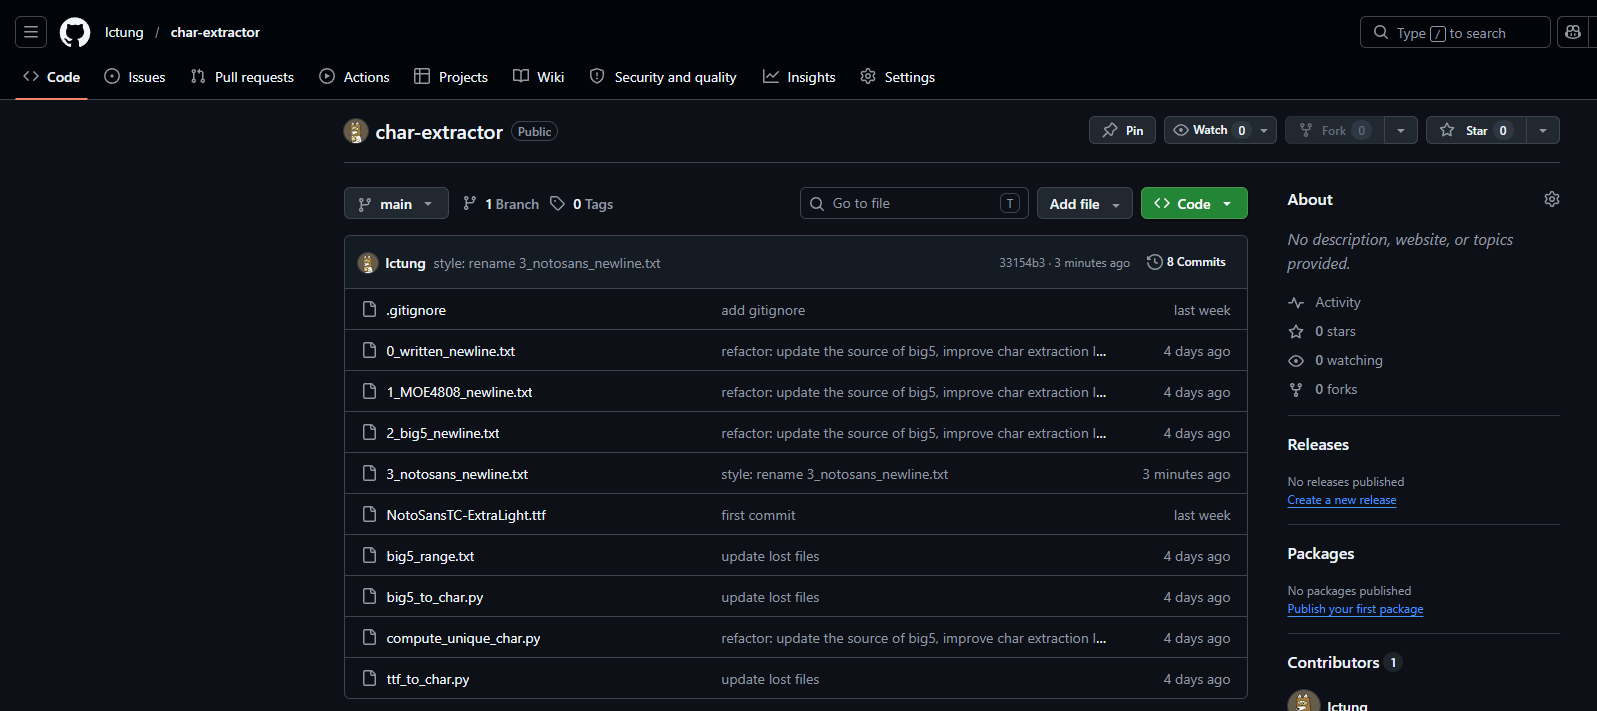 lctung / char-extractor
Type / to search
Code Issues Pull requests Actions Projects Wiki Security and quality Insights Settings
char-extractor Public
Pin Watch 0 Fork 0 Star 0
main 1 Branch 0 Tags Go to file T Add file Code
lctung style: rename 3_notosans_newline.txt 33154b3 · 3 minutes ago 8 Commits
.gitignore add gitignore last week
0_written_newline.txt refactor: update the source of big5, improve char extraction l... 4 days ago
1_MOE4808_newline.txt refactor: update the source of big5, improve char extraction l... 4 days ago
2_big5_newline.txt refactor: update the source of big5, improve char extraction l... 4 days ago
3_notosans_newline.txt style: rename 3_notosans_newline.txt 3 minutes ago
NotoSansTC-ExtraLight.ttf first commit last week
big5_range.txt update lost files 4 days ago
big5_to_char.py update lost files 4 days ago
compute_unique_char.py refactor: update the source of big5, improve char extraction l... 4 days ago
ttf_to_char.py update lost files 4 days ago
About
No description, website, or topics
provided.
Activity
0 stars
0 watching
0 forks
Releases
No releases published
Create a new release
Packages
No packages published
Publish your first package
Contributors 1
lctung